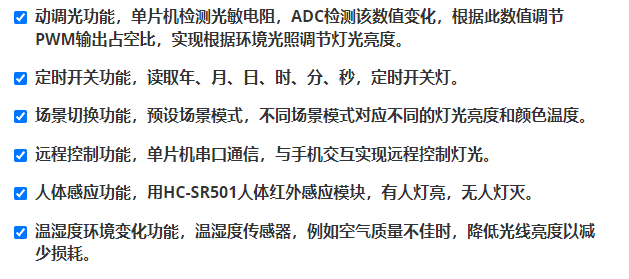 动调光功能，单片机检测光敏电阻，ADC检测该数值变化，根据此数值调节
PWM输出占空比，实现根据环境光照调节灯光亮度。
定时开关功能，读取年、月、日、时、分、秒，定时开关灯。
场景切换功能，预设场景模式，不同场景模式对应不同的灯光亮度和颜色温度。
远程控制功能，单片机串口通信，与手机交互实现远程控制灯光。
人体感应功能，用HC-SR501人体红外感应模块，有人灯亮，无人灯灭。
温湿度环境变化功能，温湿度传感器，例如空气质量不佳时，降低光线亮度以减
少损耗。